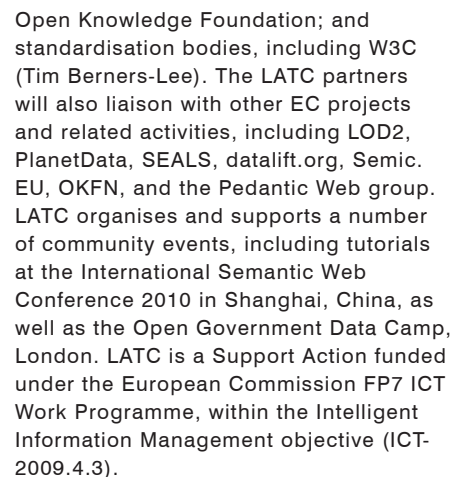 Open Knowledge Foundation; and
standardisation bodies, including W3C
(Tim Berners-Lee). The LATC partners
will also liaison with other EC projects
and related activities, including LOD2,
PlanetData, SEALS, datalift.org, Semic.
EU, OKFN, and the Pedantic Web group.
LATC organises and supports a number
of community events, including tutorials
at the International Semantic Web
Conference 2010 in Shanghai, China, as
well as the Open Government Data Camp,
London. LATC is a Support Action funded
under the European Commission FP7 ICT
Work Programme, within the Intelligent
Information Management objective (ICT-
2009.4.3).